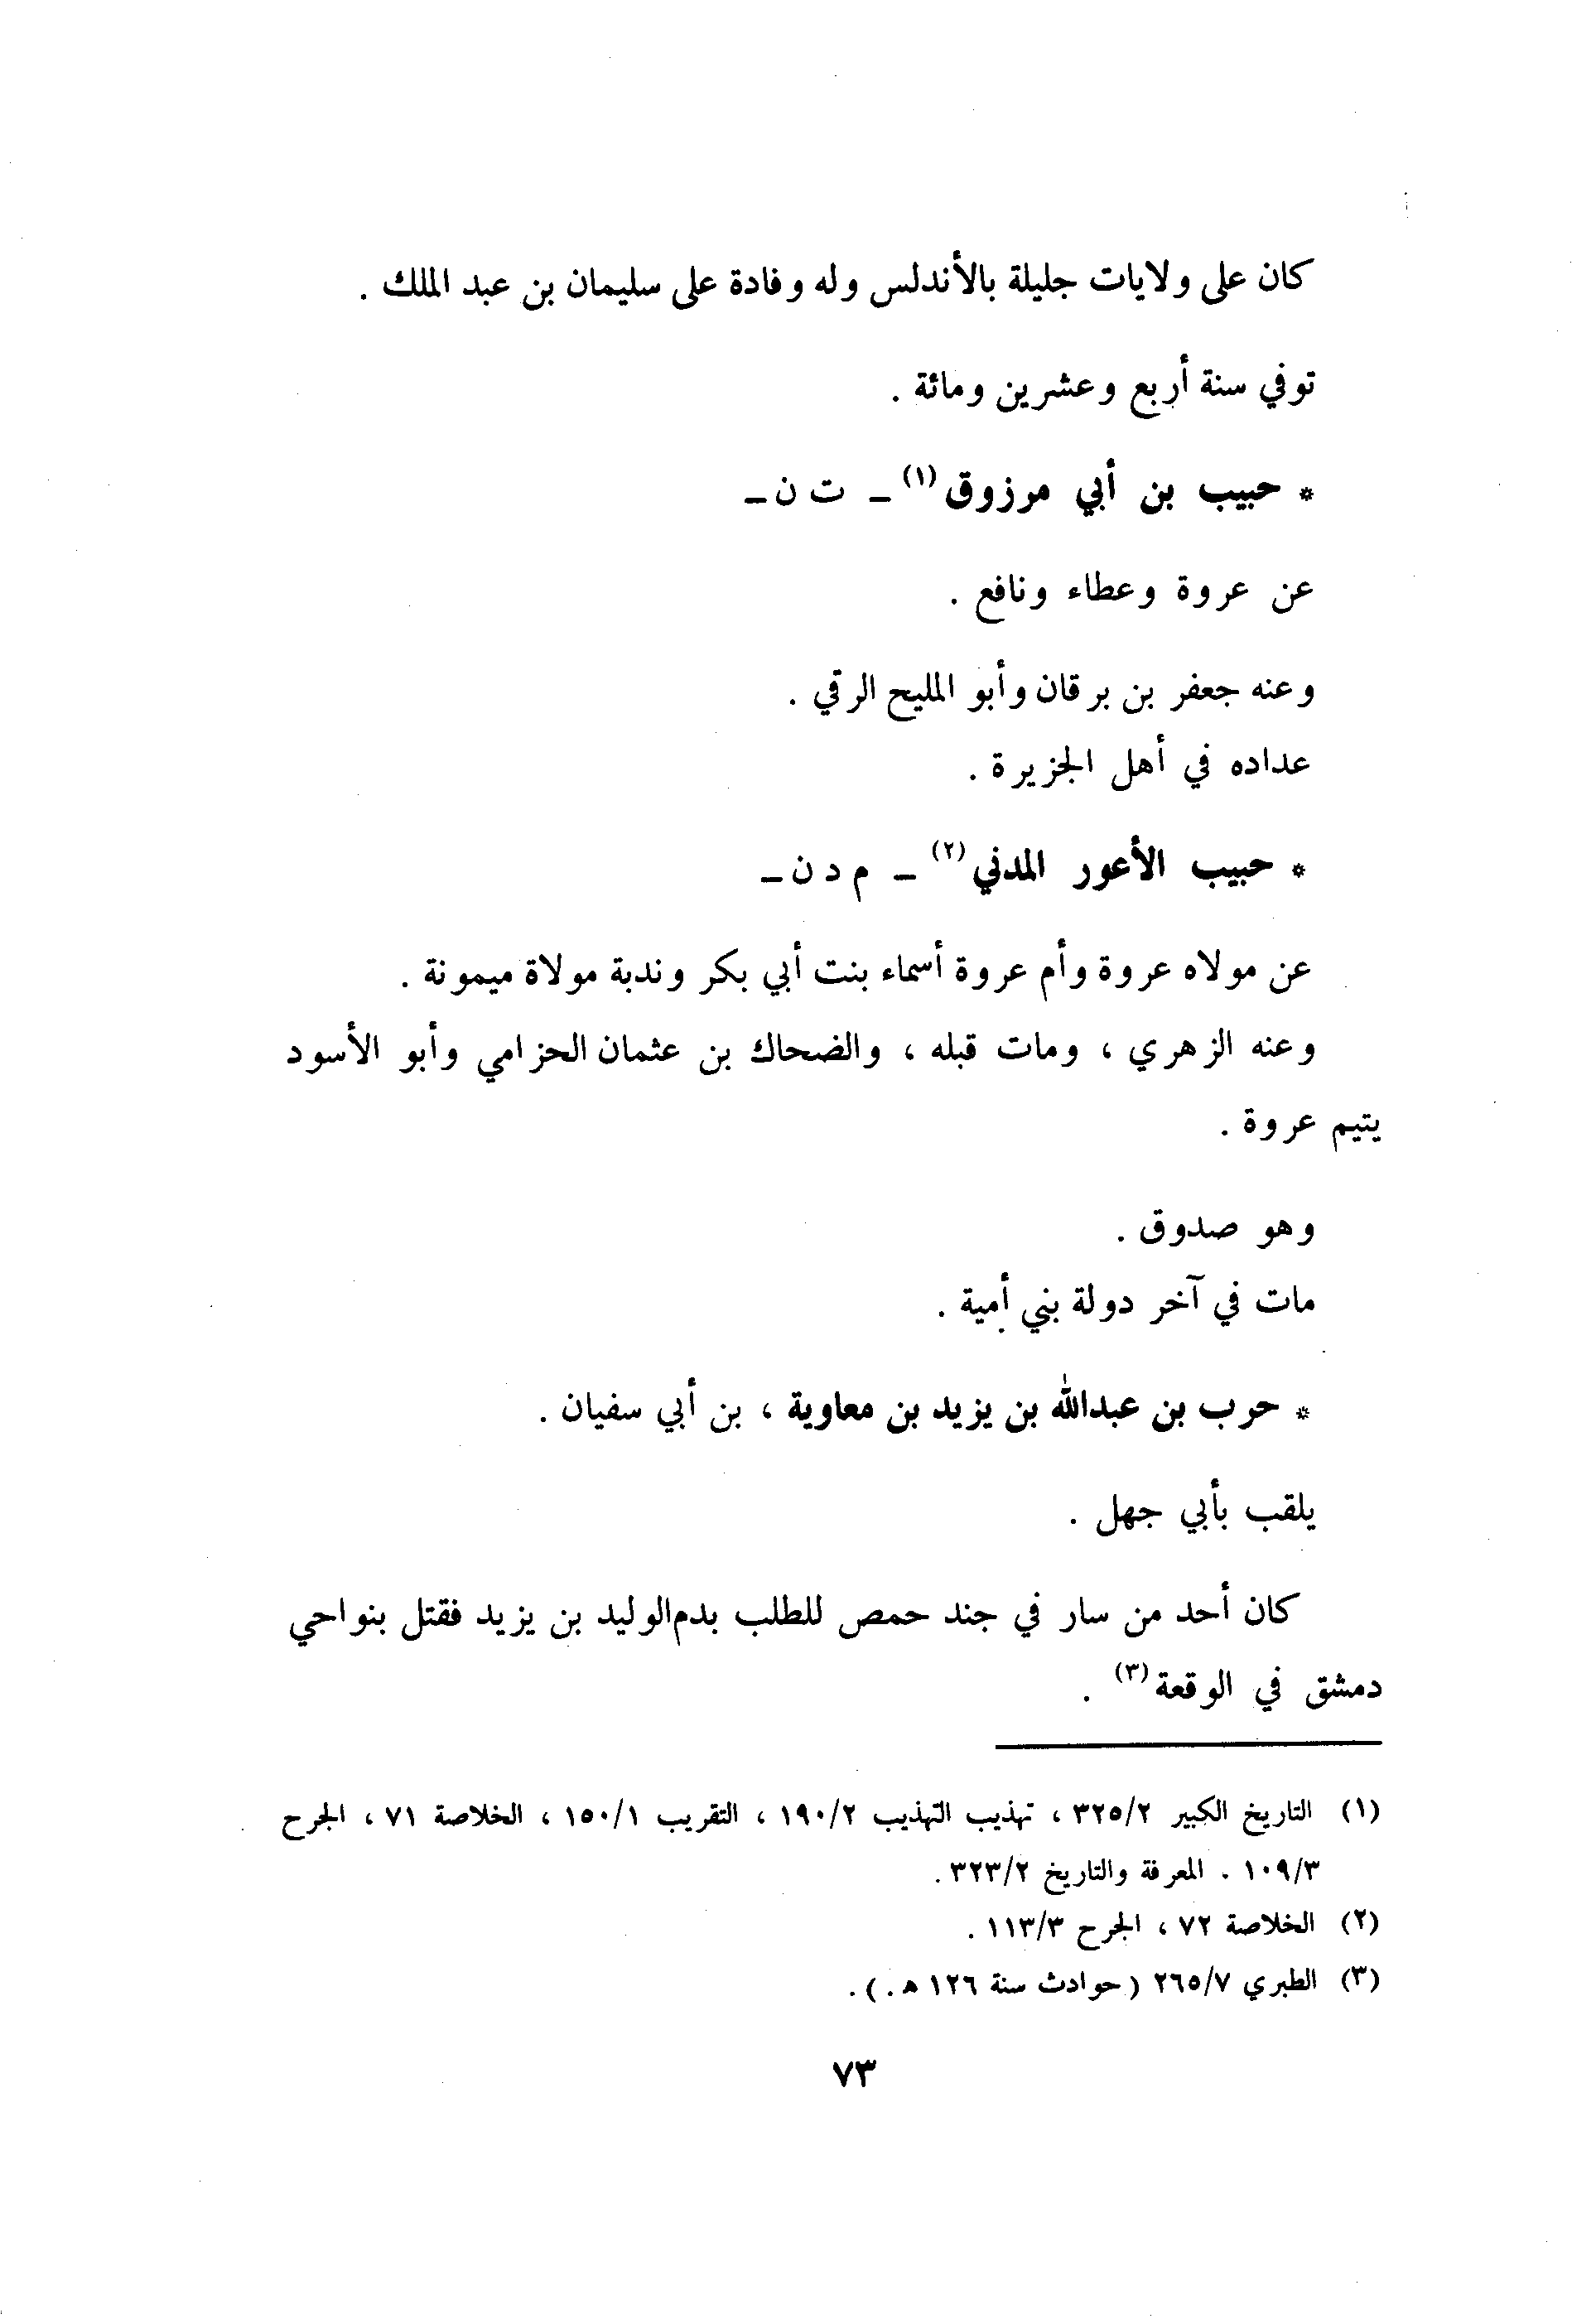 كان على ولايات جليلة بالأندلس وله وفادة على سليمان بن عبد الملك .
توفي سنة أربع وعشرين ومائة .
* حبيب بن أبي مرزوق(١) ـ ت ن ـ
عن عروة وعطاء ونافع .
وعنه جعفر بن برقان وأبو المليح الرقي .
عداده في أهل الجزيرة .
* حبيب الأعور المدني(٢) ـ م د ن ـ
عن مولاه عروة وأم عروة أسماء بنت أبي بكر وندبة مولاة ميمونة .
وعنه الزهري ، ومات قبله ، والضحاك بن عثمان الحزامي وأبو الأسود
يتيم عروة .
وهو صدوق .
مات في آخر دولة بني أمية .
* حرب بن عبدالله بن يزيد بن معاوية ، بن أبي سفيان .
يلقب بأبي جهل .
كان أحد من سار في جند حمص للطلب بدم الوليد بن يزيد فقتل بنواحي
دمشق في الوقعة(٣) .
(١) التاريخ الكبير ٣٢٥/٢ ، تهذيب التهذيب ١٩٠/٢ ، التقريب ١٥٠/١ ، الخلاصة ٧١ ، الجرح
١٠٩/٣ . المعرفة والتاريخ ٣٢٣/٢ .
(٢) الخلاصة ٧٢ ، الجرح ١١٣/٣ .
(٣) الطبري ٢٦٥/٧ ( حوادث سنة ١٢٦ ه . ) .
٧٣